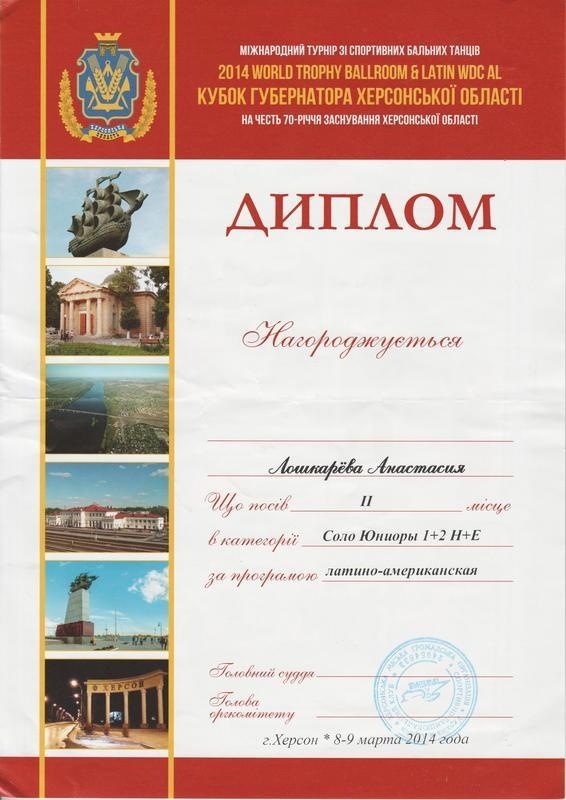 МІЖНАРОДНИЙ ТУРНІР ЗІ СПОРТИВНИХ БАЛЬНИХ ТАНЦІВ
2014 WORLD TROPHY BALLROOM & LATIN WDC AL
КУБОК ГУБЕРНАТОРА ХЕРСОНСЬКОЇ ОБЛАСТІ
НА ЧЕСТЬ 70-РІЧЧЯ ЗАСНУВАННЯ ХЕРСОНСЬКОЇ ОБЛАСТІ
ХЕРСОНСЬКА
ОБЛАСТЬ
ДИПЛОМ
Нагороджується
Лошкарёва Анастасия
Що посів II місце
в категорії Соло Юниоры 1+2 Н+Е
за програмою латино-американская
Головний суддя
Голова
оргкомітету
ХЕРСОН
г.Херсон * 8-9 марта 2014 года